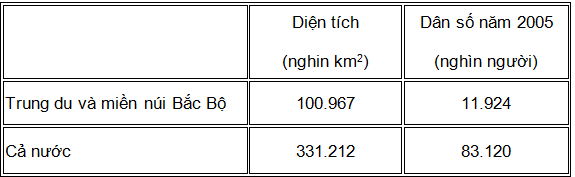 Diện tích
(nghin km²)
Dân số năm 2005
(nghìn người)
Trung du và miền núi Bắc Bộ
100.967
11.924
Cả nước
331.212
83.120